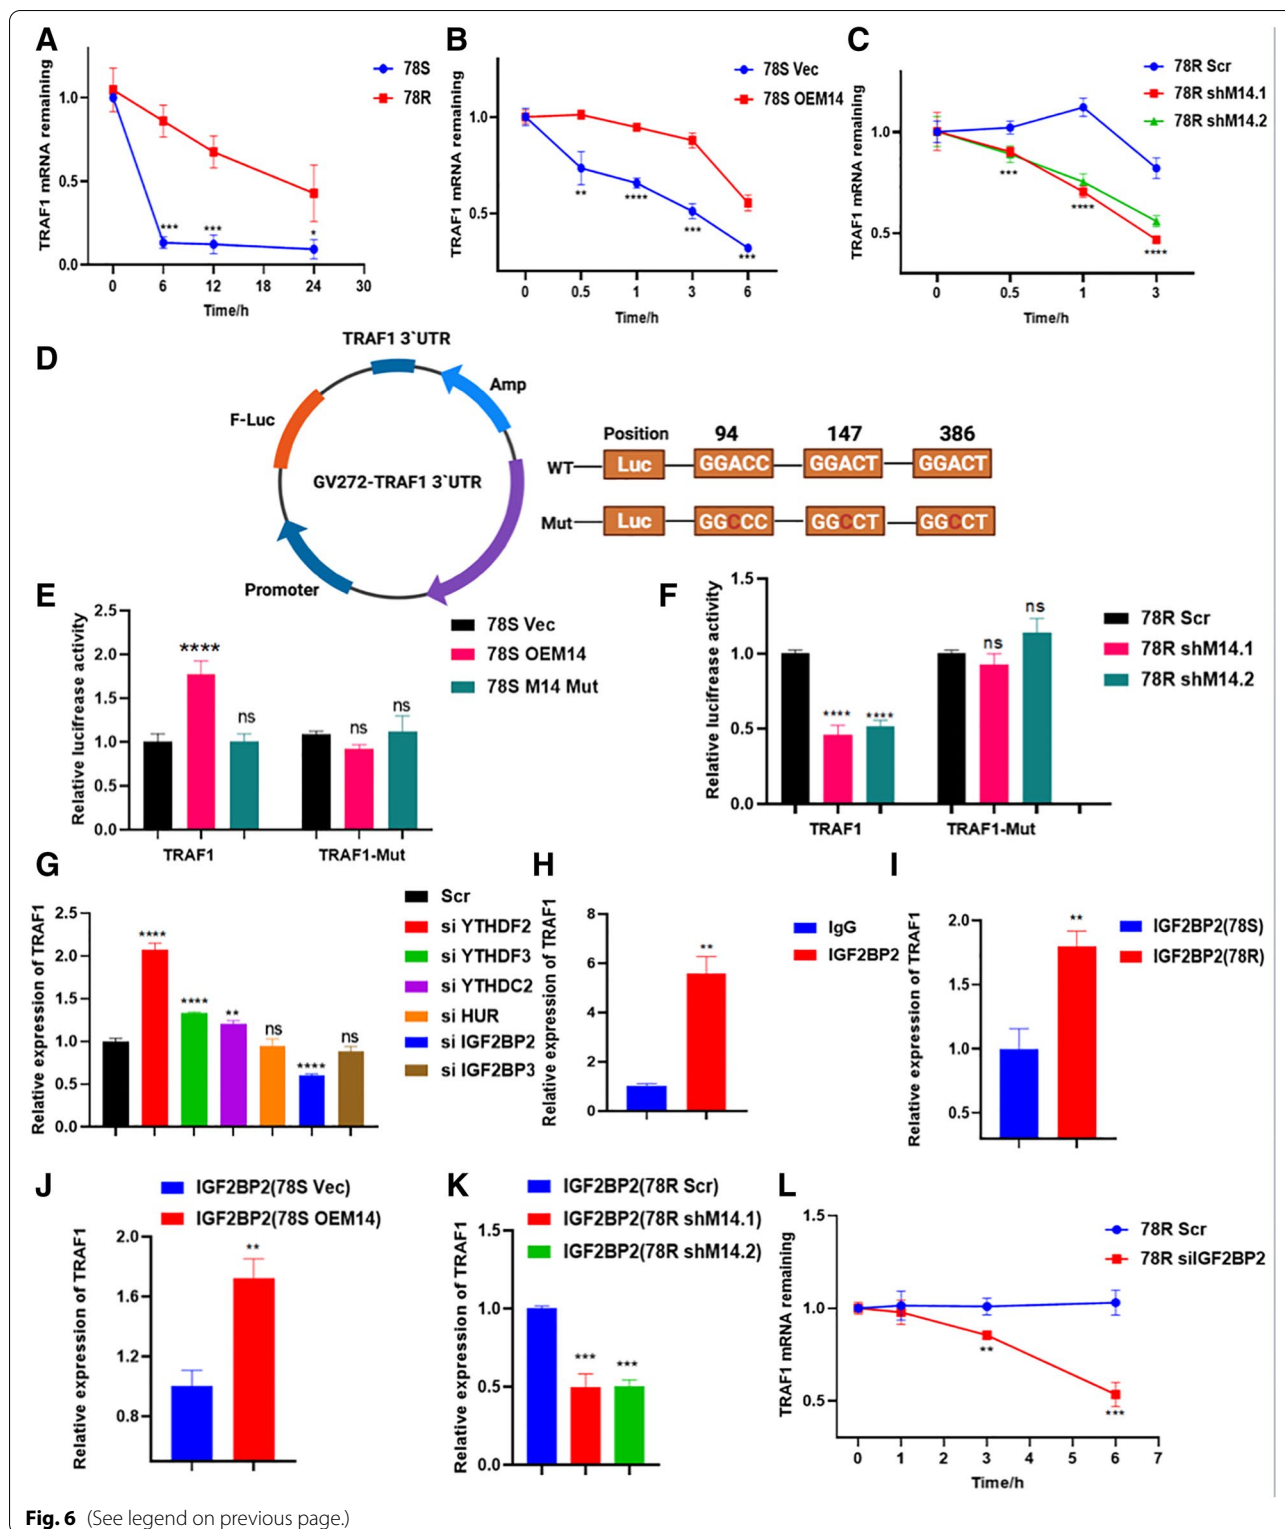 A
TRAF1 mRNA remaining
1.0
0.5
0.0
***
***
*
0 6 12 18 24 30
Time/h
78S
78R
B
TRAF1 mRNA remaining
1.0
0.5
**
****
***
***
0 0.5 1 3 6
Time/h
78S Vec
78S OEM14
C
TRAF1 mRNA remaining
1.0
0.5
***
****
****
0 0.5 1 3
Time/h
78R Scr
78R shM14.1
78R shM14.2
D
TRAF1 3`UTR
Amp
F-Luc
GV272-TRAF1 3`UTR
Promoter
Position 94 147 386
WT Luc GGACC GGACT GGACT
Mut Luc GGCCC GGCCT GGCCT
E
Relative lucifrease activity
2.5
2.0
1.5
1.0
0.5
0.0
**** ns ns ns
TRAF1 TRAF1-Mut
78S Vec
78S OEM14
78S M14 Mut
F
Relative lucifrease activity
1.5
1.0
0.5
0.0
**** **** ns ns
TRAF1 TRAF1-Mut
78R Scr
78R shM14.1
78R shM14.2
G
Relative expression of TRAF1
2.5
2.0
1.5
1.0
0.5
0.0
**** **** ** ns **** ns
Scr
si YTHDF2
si YTHDF3
si YTHDC2
si HUR
si IGF2BP2
si IGF2BP3
H
Relative expression of TRAF1
8
6
4
2
0
**
IgG
IGF2BP2
I
Relative expression of TRAF1
2.0
1.5
1.0
0.5
**
IGF2BP2(78S)
IGF2BP2(78R)
J
IGF2BP2(78S Vec)
IGF2BP2(78S OEM14)
Relative expression of TRAF1
2.0
1.6
1.2
0.8
**
K
IGF2BP2(78R Scr)
IGF2BP2(78R shM14.1)
IGF2BP2(78R shM14.2)
Relative expression of TRAF1
1.5
1.0
0.5
0.0
*** ***
L
TRAF1 mRNA remaining
1.5
1.0
0.5
**
***
0 1 2 3 4 5 6 7
Time/h
78R Scr
78R siIGF2BP2
Fig. 6 (See legend on previous page.)